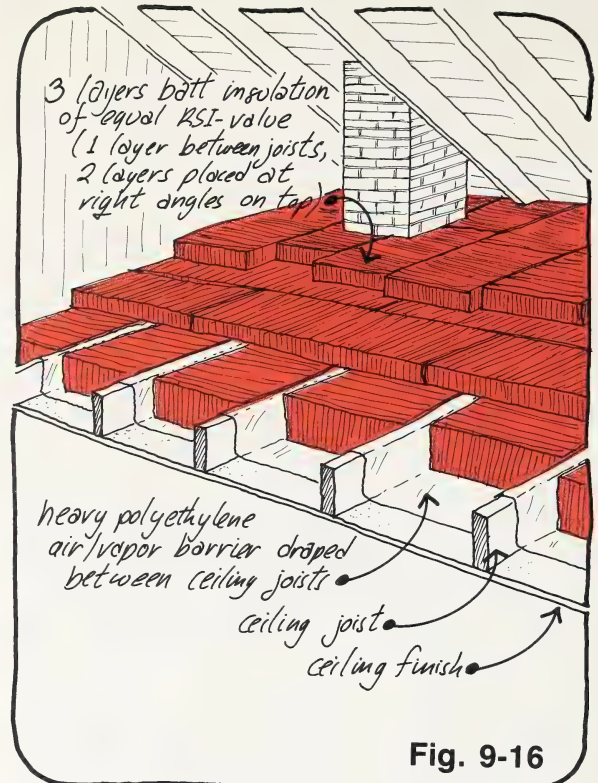 3 layers batt insulation
of equal RSI-value
(1 layer between joists,
2 layers placed at
right angles on top)
heavy polyethylene
air/vapor barrier draped
between ceiling joists
ceiling joist
ceiling finish
Fig. 9-16